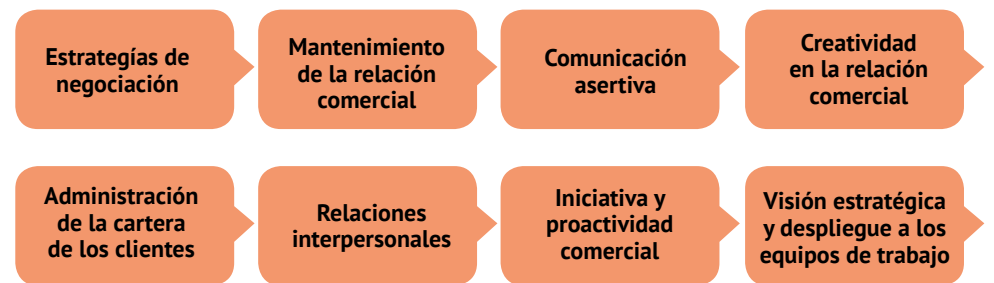 Estrategías de
negociación
Mantenimiento
de la relación
comercial
Comunicación
asertiva
Creatividad
en la relación
comercial
Administración
de la cartera
de los clientes
Relaciones
interpersonales
Iniciativa y
proactividad
comercial
Visión estratégica
y despliegue a los
equipos de trabajo